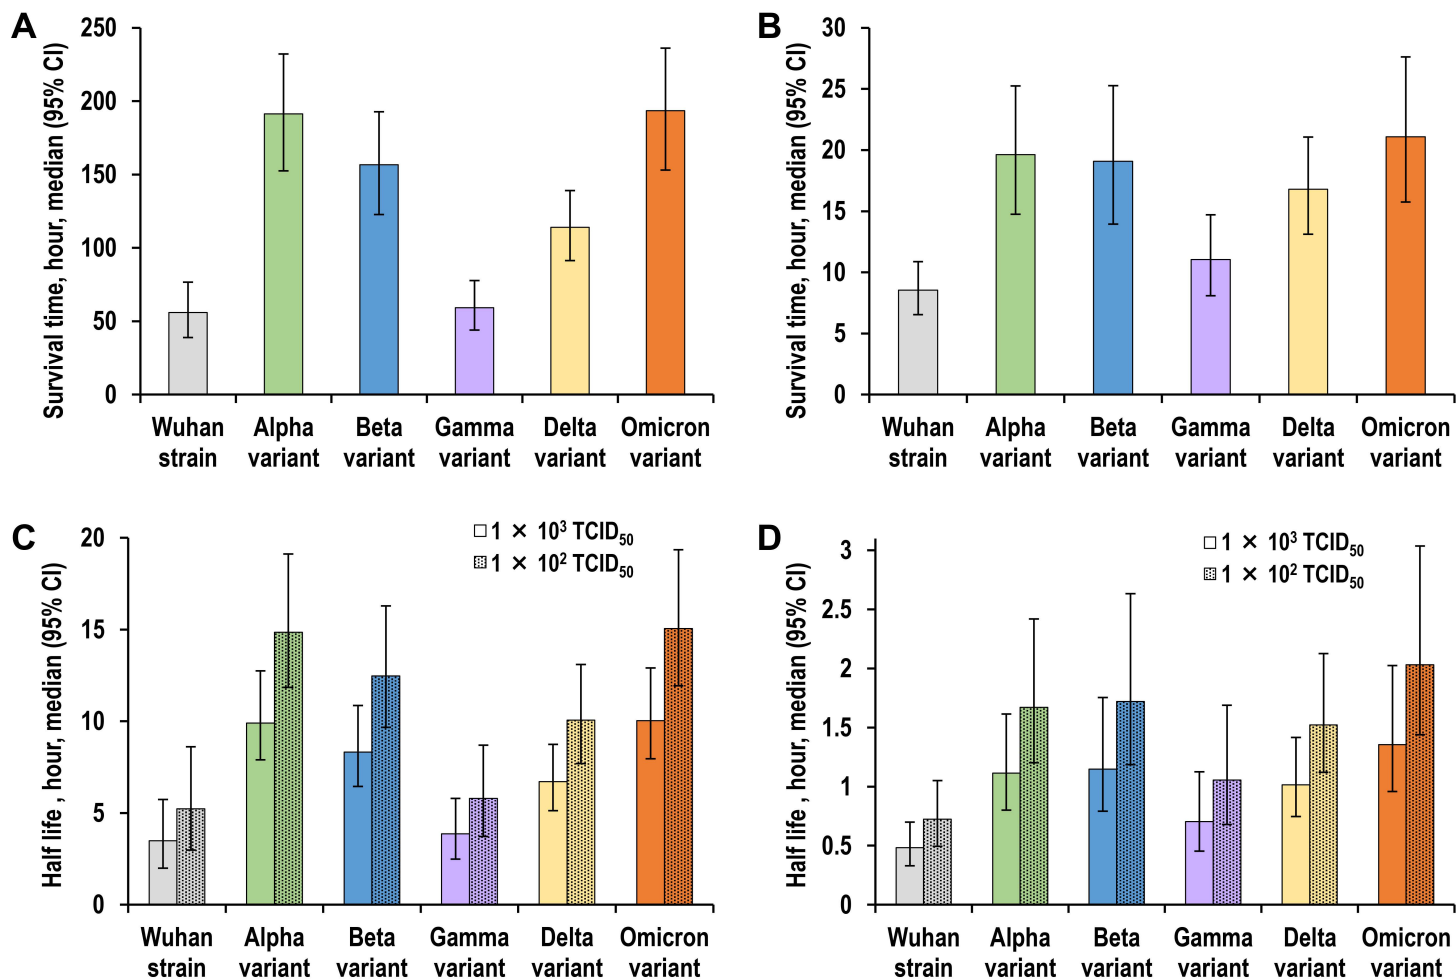 A
Survival time, hour, median (95% CI)
250
200
150
100
50
0
Wuhan strain
Alpha variant
Beta variant
Gamma variant
Delta variant
Omicron variant
B
Survival time, hour, median (95% CI)
30
25
20
15
10
5
0
Wuhan strain
Alpha variant
Beta variant
Gamma variant
Delta variant
Omicron variant
C
Half life , hour, median (95% CI)
20
15
10
5
0
1 × 10³ TCID₅₀
1 × 10² TCID₅₀
Wuhan strain
Alpha variant
Beta variant
Gamma variant
Delta variant
Omicron variant
D
Half life , hour, median (95% CI)
3
2.5
2
1.5
1
0.5
0
1 × 10³ TCID₅₀
1 × 10² TCID₅₀
Wuhan strain
Alpha variant
Beta variant
Gamma variant
Delta variant
Omicron variant